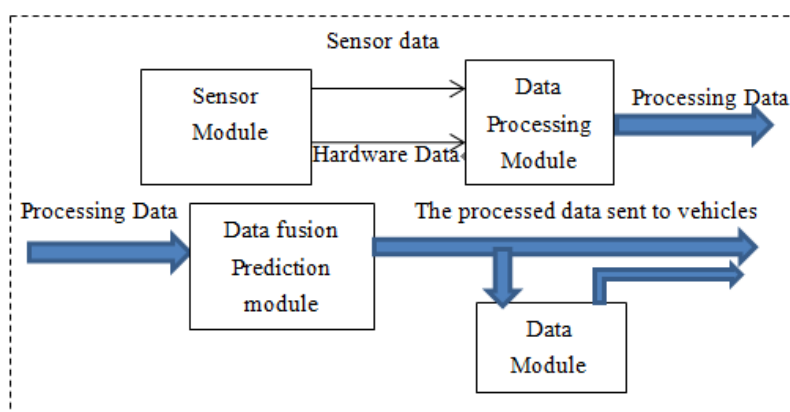 Sensor data
Sensor
Module
Data
Processing
Module
Processing Data
Hardware Data
Processing Data
Data fusion
Prediction
module
The processed data sent to vehicles
Data
Module